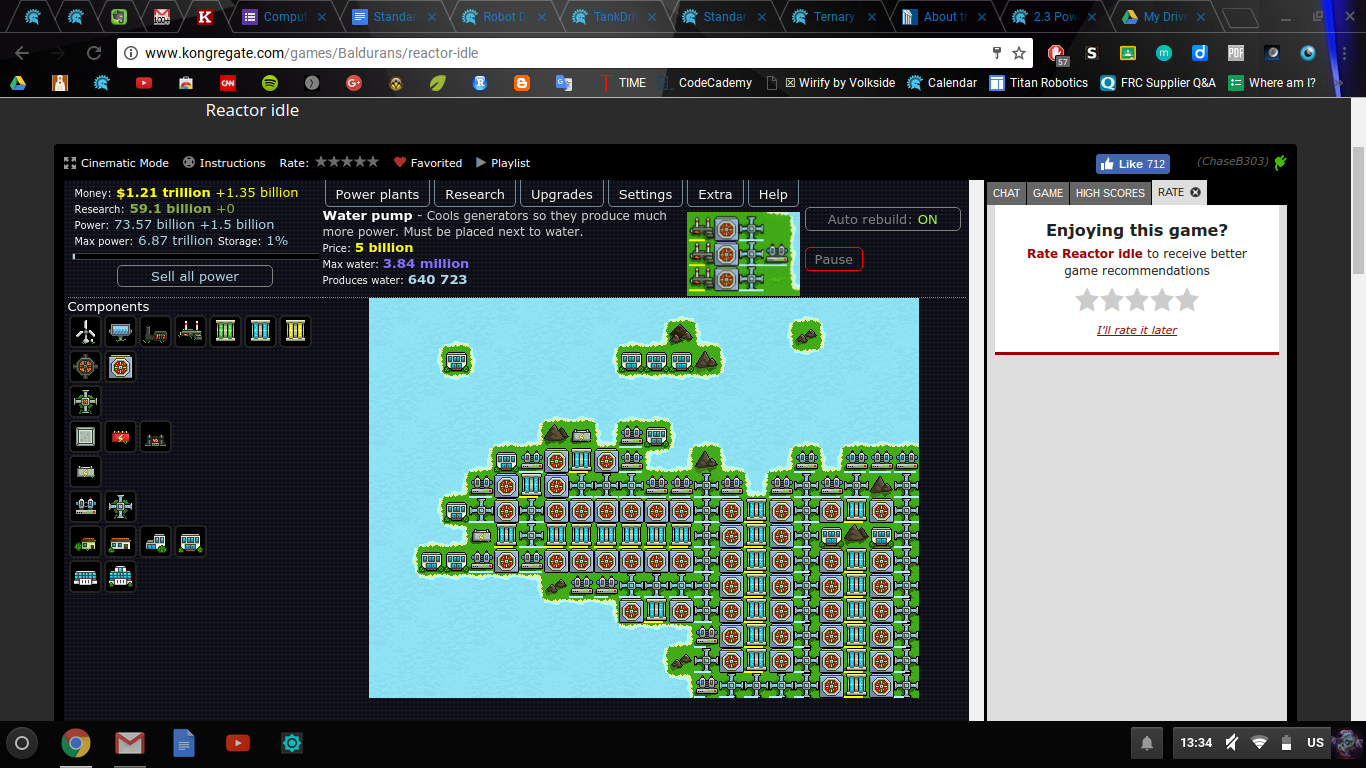 100+
Comput
Standar
Robot D
TankDri
Standar
Ternary
About th
2.3 Pow
My Driv
www.kongregate.com/games/Baldurans/reactor-idle
57
S
m
d
PDF
CNN
TIME
CodeCademy
Wirify by Volkside
Calendar
Titan Robotics
FRC Supplier Q&A
Where am I?
Reactor idle
Cinematic Mode
Instructions
Rate:
Favorited
Playlist
Like 712
(ChaseB303)
Money: $1.21 trillion +1.35 billion
Research: 59.1 billion +0
Power: 73.57 billion +1.5 billion
Max power: 6.87 trillion Storage: 1%
Sell all power
Power plants
Research
Upgrades
Settings
Extra
Help
Water pump - Cools generators so they produce much
more power. Must be placed next to water.
Price: 5 billion
Max water: 3.84 million
Produces water: 640 723
Auto rebuild: ON
Pause
CHAT
GAME
HIGH SCORES
RATE
Enjoying this game?
Rate Reactor idle to receive better
game recommendations
I'll rate it later
Components
13:34
US